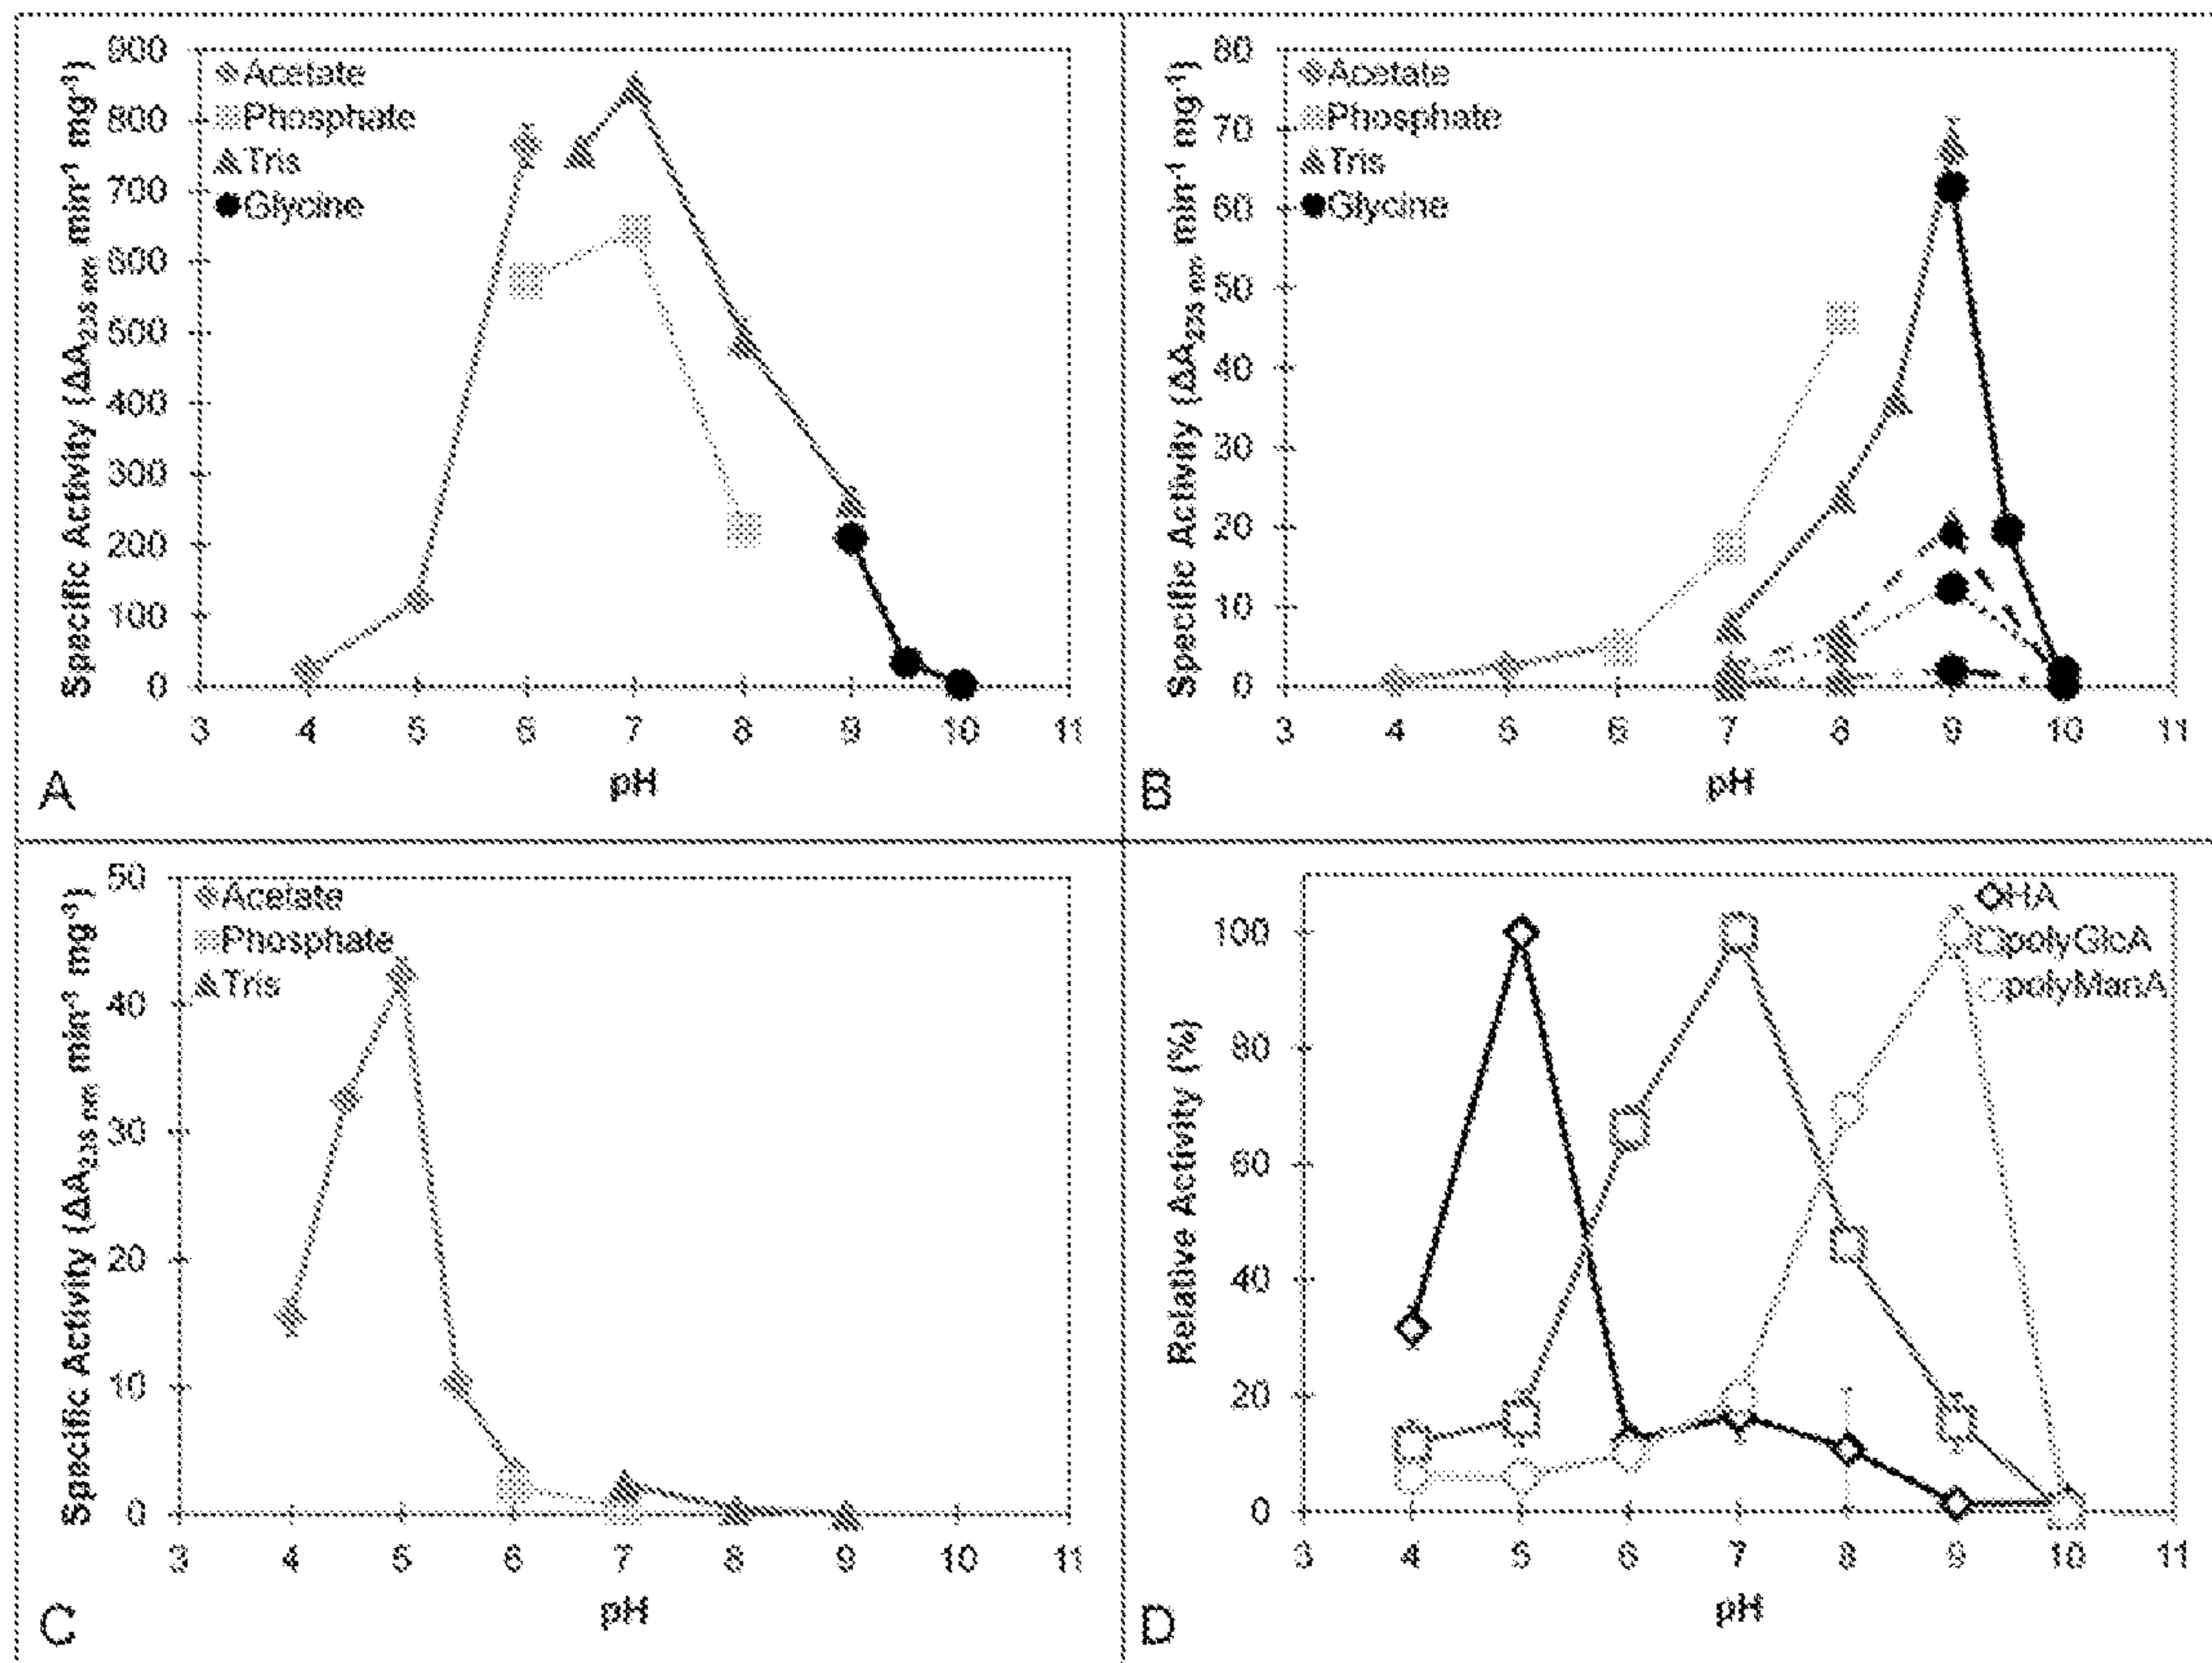 Specific Activity (ΔA235 nm min-1 mg-1)
900
800
700
600
500
400
300
200
100
0
Acetate
Phosphate
Tris
Glycine
3 4 5 6 7 8 9 10 11
pH
A
Specific Activity (ΔA235 nm min-1 mg-1)
80
70
60
50
40
30
20
10
0
Acetate
Phosphate
Tris
Glycine
3 4 5 6 7 8 9 10 11
pH
B
Specific Activity (ΔA235 nm min-1 mg-1)
50
40
30
20
10
0
Acetate
Phosphate
Tris
3 4 5 6 7 8 9 10 11
pH
C
Relative Activity (%)
100
80
60
40
20
0
HA
polyGlcA
polyManA
3 4 5 6 7 8 9 10 11
pH
D